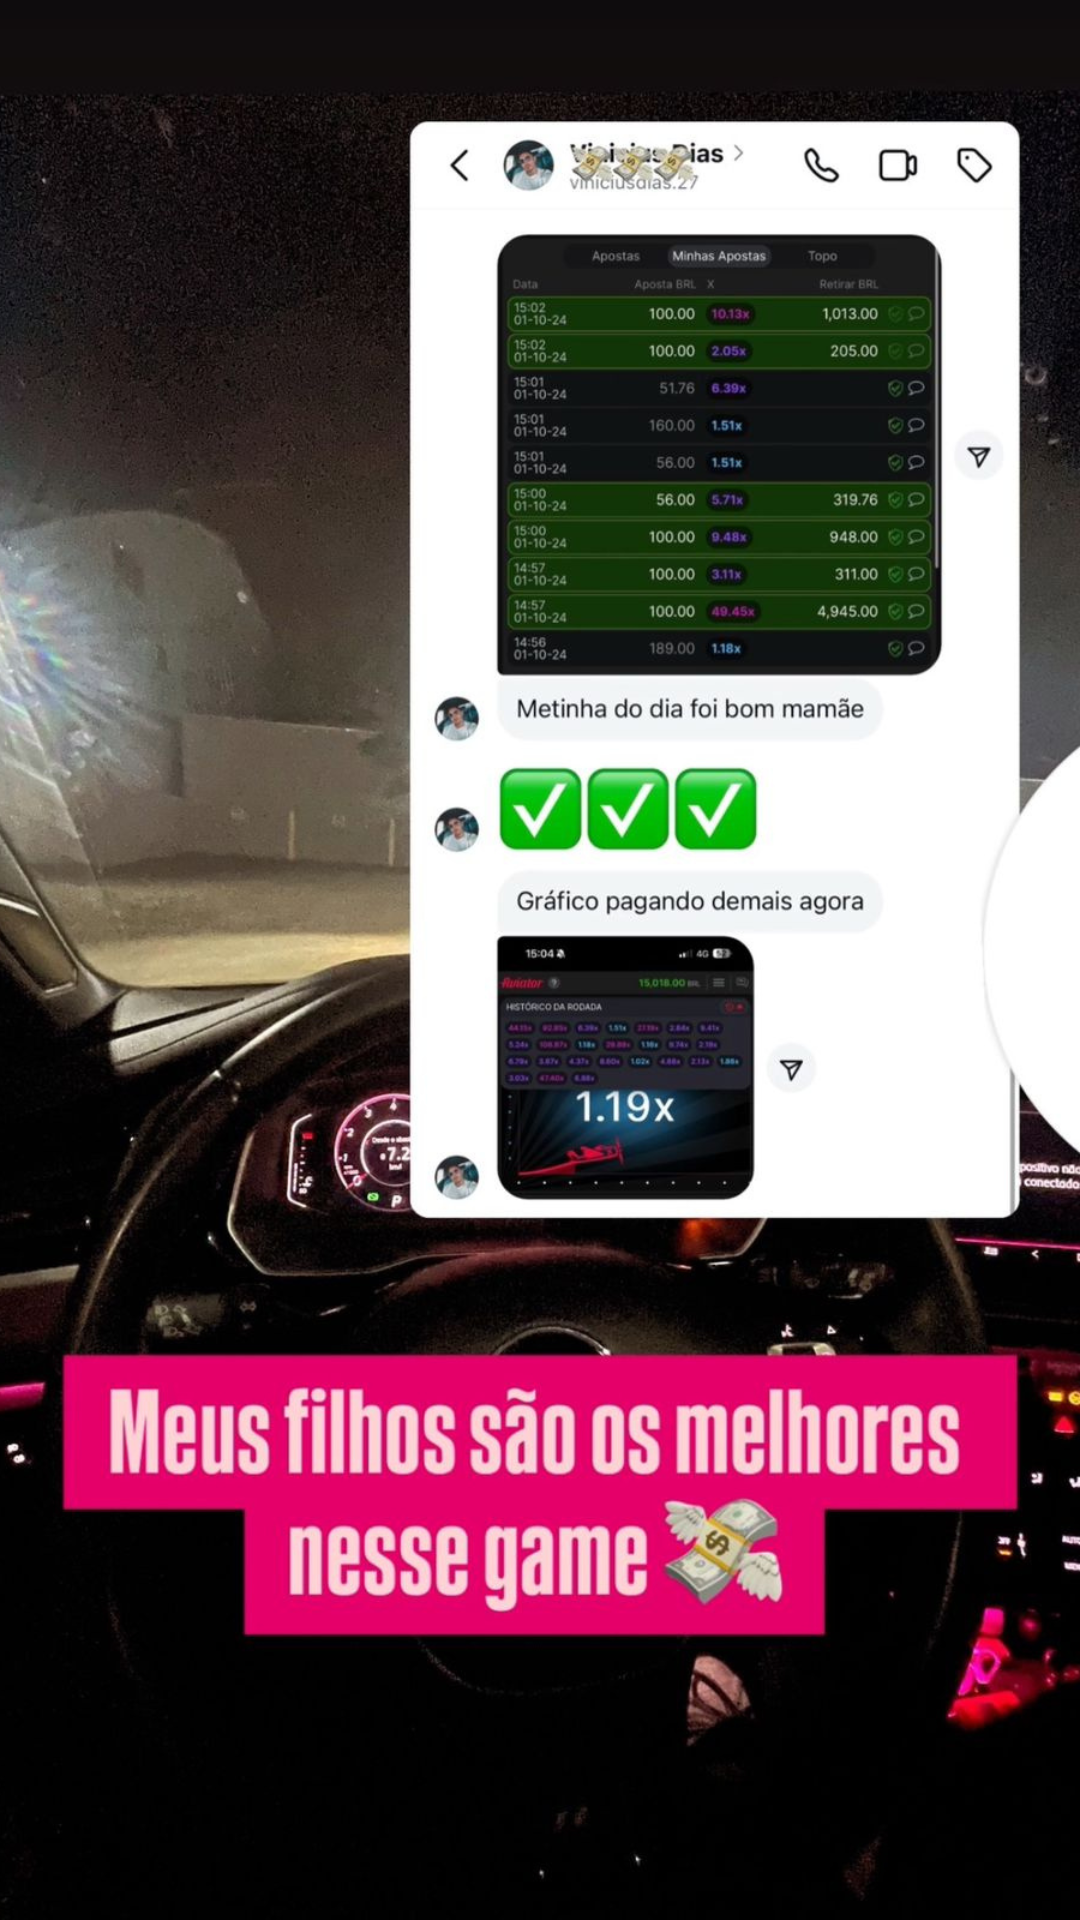 Vinicius Dias
viniciusdias.27
Apostas Minhas Apostas Topo
Data Aposta BRL X Retirar BRL
15:02
01-10-24 100.00 10.13x 1,013.00
15:02
01-10-24 100.00 2.05x 205.00
15:01
01-10-24 51.76 6.39x
15:01
01-10-24 160.00 1.51x
15:01
01-10-24 56.00 1.51x
15:00
01-10-24 56.00 5.71x 319.76
15:00
01-10-24 100.00 9.48x 948.00
14:57
01-10-24 100.00 3.11x 311.00
14:57
01-10-24 100.00 49.45x 4,945.00
14:56
01-10-24 189.00 1.18x
Metinha do dia foi bom mamãe
Gráfico pagando demais agora
15:04 4G
Aviator 15,018.00 BRL
HISTÓRICO DA RODADA
1.19x
7.2
P
conectado
Meus filhos são os melhores
nesse game